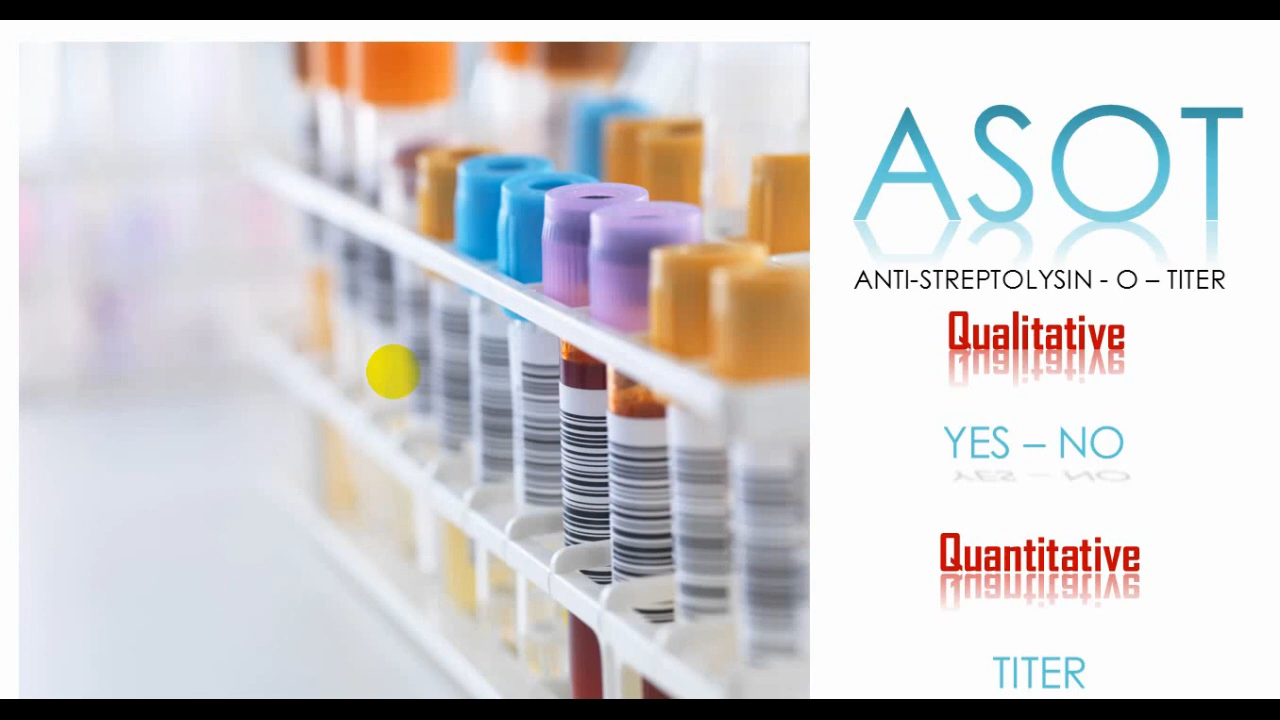 ASOT
ANTI-STREPTOLYSIN - O – TITER
Qualitative
YES – NO
Quantitative
TITER